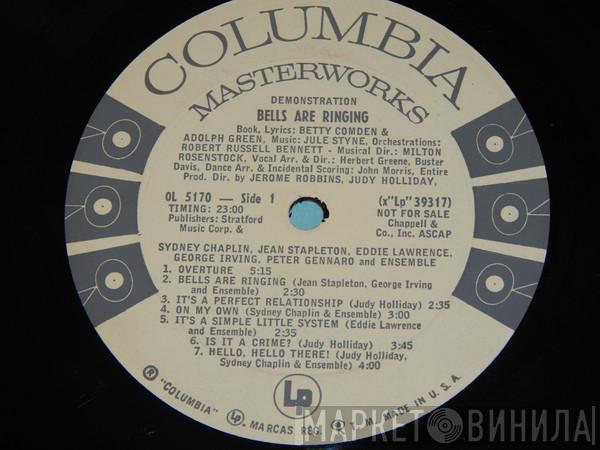 COLUMBIA
MASTERWORKS
DEMONSTRATION
BELLS ARE RINGING
Book, Lyrics: BETTY COMDEN &
ADOLPH GREEN, Music: JULE STYNE, Orchestrations:
ROBERT RUSSELL BENNETT - Musical Dir.: MILTON
ROSENSTOCK, Vocal Arr. & Dir.: Herbert Greene, Buster
Davis, Dance Arr. & Incidental Scoring: John Morris, Entire
Prod. Dir. by JEROME ROBBINS, JUDY HOLLIDAY,
OL 5170 — Side 1
TIMING: 23:00
Publishers: Stratford
Music Corp. &
(x"Lp"39317)
NOT FOR SALE
Chappell &
Co., Inc. ASCAP
SYDNEY CHAPLIN, JEAN STAPLETON, EDDIE LAWRENCE,
GEORGE IRVING, PETER GENNARO and ENSEMBLE
1. OVERTURE 5:15
2. BELLS ARE RINGING (Jean Stapleton, George Irving
and Ensemble) 2:30
3. IT'S A PERFECT RELATIONSHIP (Judy Holliday) 2:35
4. ON MY OWN (Sydney Chaplin & Ensemble) 3:00
5. IT'S A SIMPLE LITTLE SYSTEM (Eddie Lawrence
and Ensemble) 2:35
6. IS IT A CRIME? (Judy Holliday) 3:45
7. HELLO, HELLO THERE! (Judy Holliday,
Sydney Chaplin & Ensemble) 4:00
Lp
® "COLUMBIA" Lp. MARCAS REG. T. M. MADE IN U. S. A.
МАРКЕТ ВИНИЛА